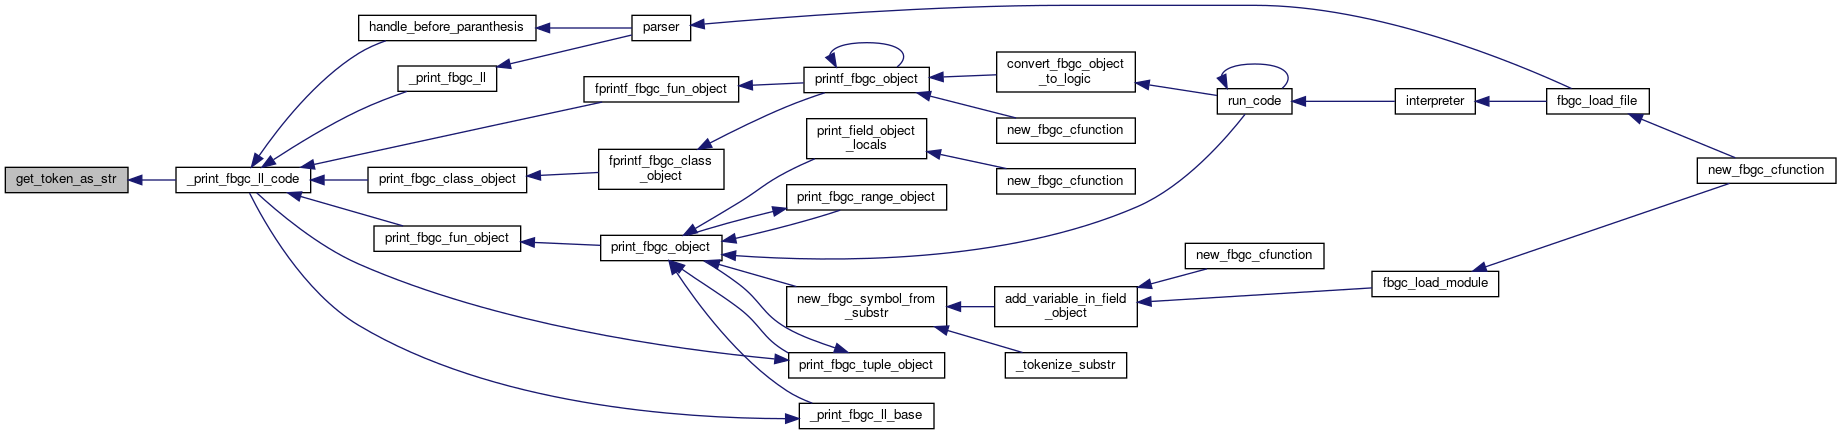 get_token_as_str
_print_fbgc_ll_code
handle_before_paranthesis
_print_fbgc_ll
fprintf_fbgc_fun_object
print_fbgc_class_object
print_fbgc_fun_object
parser
fprintf_fbgc_class
_object
print_fbgc_object
printf_fbgc_object
print_field_object
_locals
print_fbgc_range_object
new_fbgc_symbol_from
_substr
print_fbgc_tuple_object
_print_fbgc_ll_base
convert_fbgc_object
_to_logic
new_fbgc_cfunction
new_fbgc_cfunction
add_variable_in_field
_object
_tokenize_substr
run_code
new_fbgc_cfunction
interpreter
fbgc_load_module
fbgc_load_file
new_fbgc_cfunction